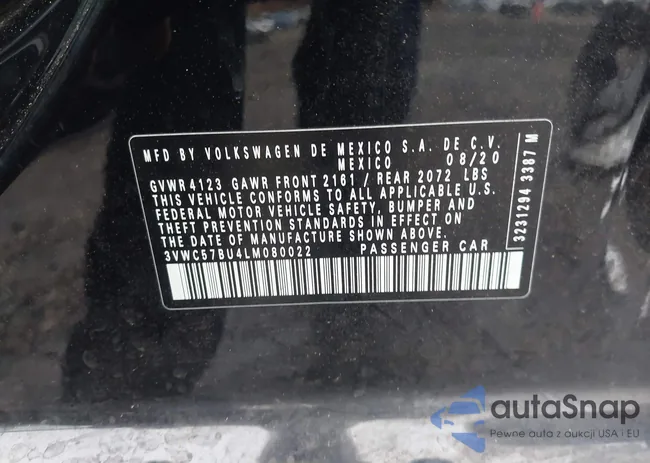 MFD BY VOLKSWAGEN DE MEXICO S.A. DE C.V.
MEXICO 08/20
GVWR 4123 GAWR FRONT 2161 / REAR 2072 LBS
THIS VEHICLE CONFORMS TO ALL APPLICABLE U.S.
FEDERAL MOTOR VEHICLE SAFETY, BUMPER AND
THEFT PREVENTION STANDARDS IN EFFECT ON
THE DATE OF MANUFACTURE SHOWN ABOVE.
3VWC57BU4LM080022 PASSENGER CAR
3231294 3387 M
autaSnap
Pewne auta z aukcji USA i EU